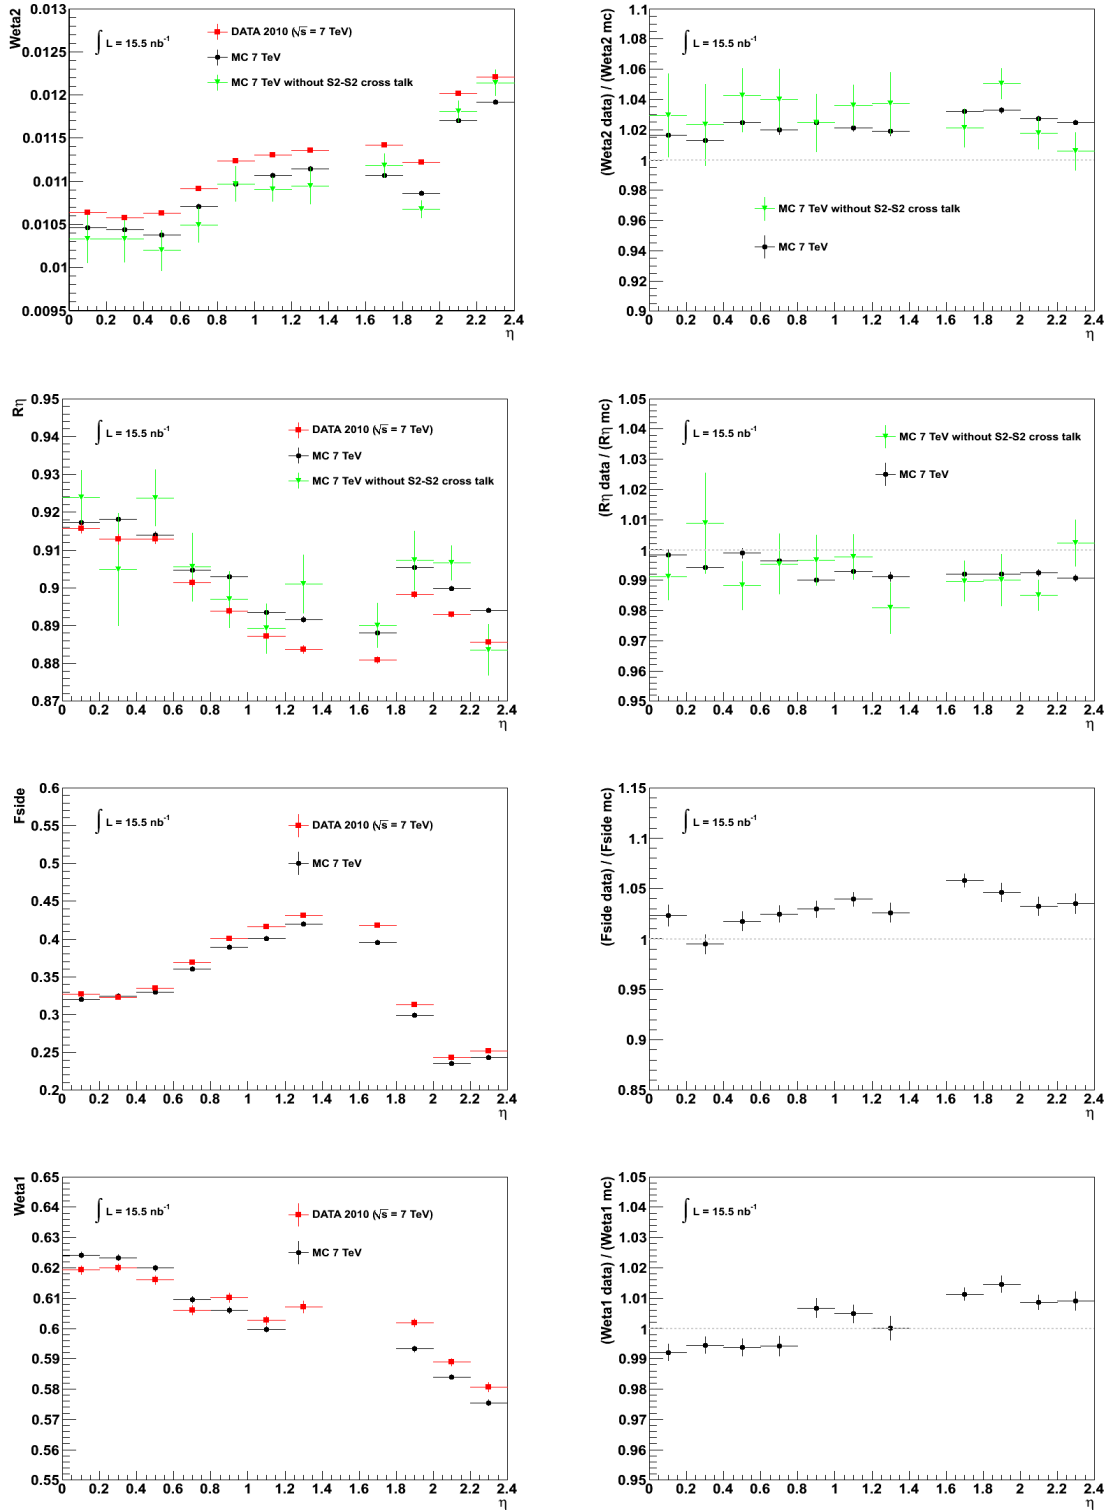 Weta2
0.013
0.0125
0.012
0.0115
0.011
0.0105
0.01
0.0095
∫ L = 15.5 nb⁻¹
DATA 2010 (√s = 7 TeV)
MC 7 TeV
MC 7 TeV without S2-S2 cross talk
0 0.2 0.4 0.6 0.8 1 1.2 1.4 1.6 1.8 2 2.2 2.4
η
(Weta2 data) / (Weta2 mc)
1.1
1.08
1.06
1.04
1.02
1
0.98
0.96
0.94
0.92
0.9
∫ L = 15.5 nb⁻¹
MC 7 TeV without S2-S2 cross talk
MC 7 TeV
0.2 0.4 0.6 0.8 1 1.2 1.4 1.6 1.8 2 2.2 2.4
η
Rη
0.95
0.94
0.93
0.92
0.91
0.9
0.89
0.88
0.87
∫ L = 15.5 nb⁻¹
DATA 2010 (√s = 7 TeV)
MC 7 TeV
MC 7 TeV without S2-S2 cross talk
0 0.2 0.4 0.6 0.8 1 1.2 1.4 1.6 1.8 2 2.2 2.4
η
(Rη data / (Rη mc)
1.05
1.04
1.03
1.02
1.01
1
0.99
0.98
0.97
0.96
0.95
∫ L = 15.5 nb⁻¹
MC 7 TeV without S2-S2 cross talk
MC 7 TeV
0.2 0.4 0.6 0.8 1 1.2 1.4 1.6 1.8 2 2.2 2.4
η
Fside
0.6
0.55
0.5
0.45
0.4
0.35
0.3
0.25
0.2
∫ L = 15.5 nb⁻¹
DATA 2010 (√s = 7 TeV)
MC 7 TeV
0 0.2 0.4 0.6 0.8 1 1.2 1.4 1.6 1.8 2 2.2 2.4
η
(Fside data) / (Fside mc)
1.15
1.1
1.05
1
0.95
0.9
0.85
∫ L = 15.5 nb⁻¹
0.2 0.4 0.6 0.8 1 1.2 1.4 1.6 1.8 2 2.2 2.4
η
Weta1
0.65
0.64
0.63
0.62
0.61
0.6
0.59
0.58
0.57
0.56
0.55
∫ L = 15.5 nb⁻¹
DATA 2010 (√s = 7 TeV)
MC 7 TeV
0 0.2 0.4 0.6 0.8 1 1.2 1.4 1.6 1.8 2 2.2 2.4
η
(Weta1 data) / (Weta1 mc)
1.05
1.04
1.03
1.02
1.01
1
0.99
0.98
0.97
0.96
0.95
∫ L = 15.5 nb⁻¹
0.2 0.4 0.6 0.8 1 1.2 1.4 1.6 1.8 2 2.2 2.4
η